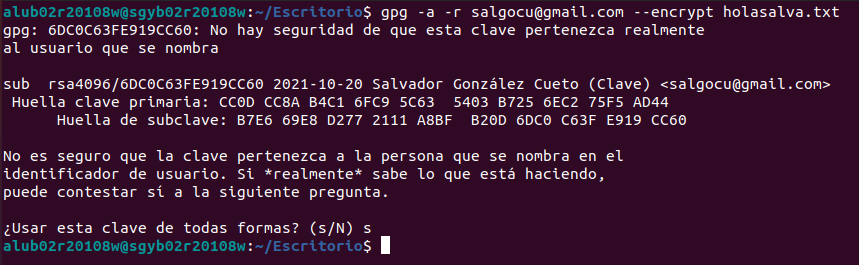 alub02r20108w@sgyb02r20108w:~/Escritorio$ gpg -a -r salgocu@gmail.com --encrypt holasalva.txt
gpg: 6DC0C63FE919CC60: No hay seguridad de que esta clave pertenezca realmente
al usuario que se nombra
sub  rsa4096/6DC0C63FE919CC60 2021-10-20 Salvador González Cueto (Clave) <salgocu@gmail.com>
 Huella clave primaria: CC0D CC8A B4C1 6FC9 5C63  5403 B725 6EC2 75F5 AD44
      Huella de subclave: B7E6 69E8 D277 2111 A8BF  B20D 6DC0 C63F E919 CC60
No es seguro que la clave pertenezca a la persona que se nombra en el
identificador de usuario. Si *realmente* sabe lo que está haciendo,
puede contestar sí a la siguiente pregunta.
¿Usar esta clave de todas formas? (s/N) s
alub02r20108w@sgyb02r20108w:~/Escritorio$